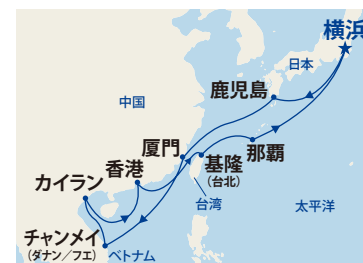 横浜
日本
鹿児島
中国
厦門
那覇
香港
基隆
(台北)
カイラン
台湾
太平洋
チャンメイ
(ダナン／フエ)
ベトナム